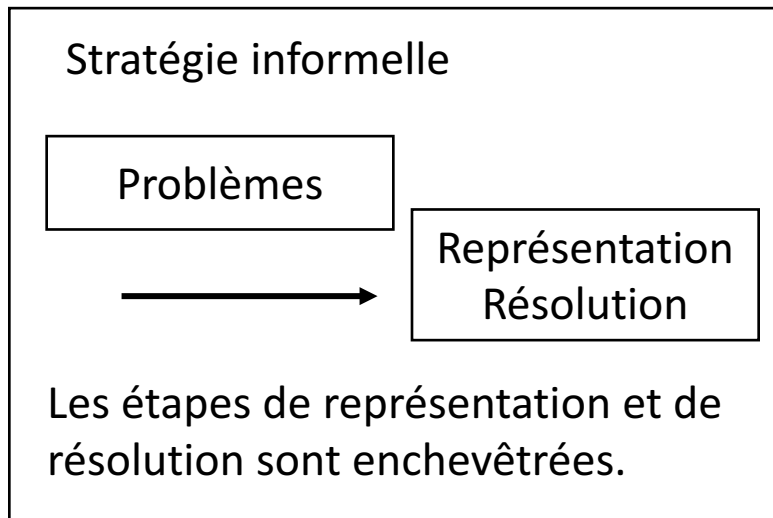 Stratégie informelle
Problèmes
Représentation
Résolution
Les étapes de représentation et de
résolution sont enchevêtrées.